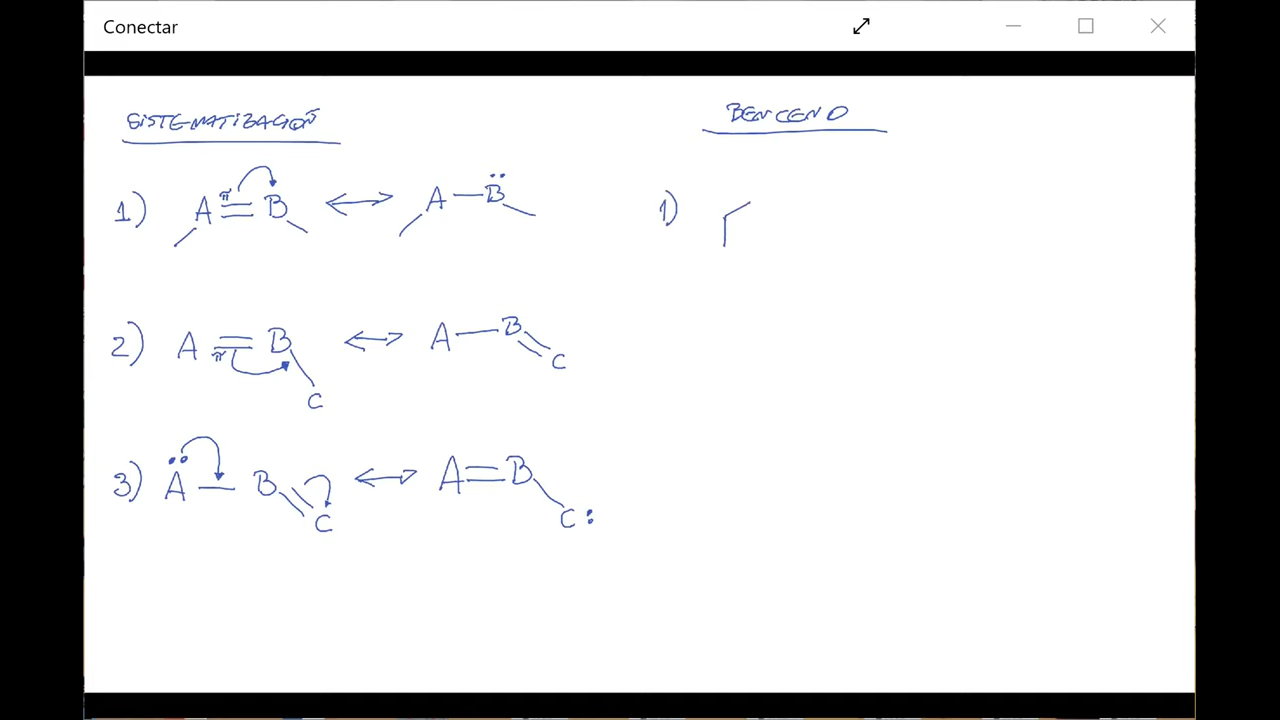 Conectar
SISTEMATIZACIÓN
1) A π B ↔ A — B̈
2) A = B C ↔ A — B = C
π
3) Ä — B = C ↔ A = B C :
BENCENO
1)